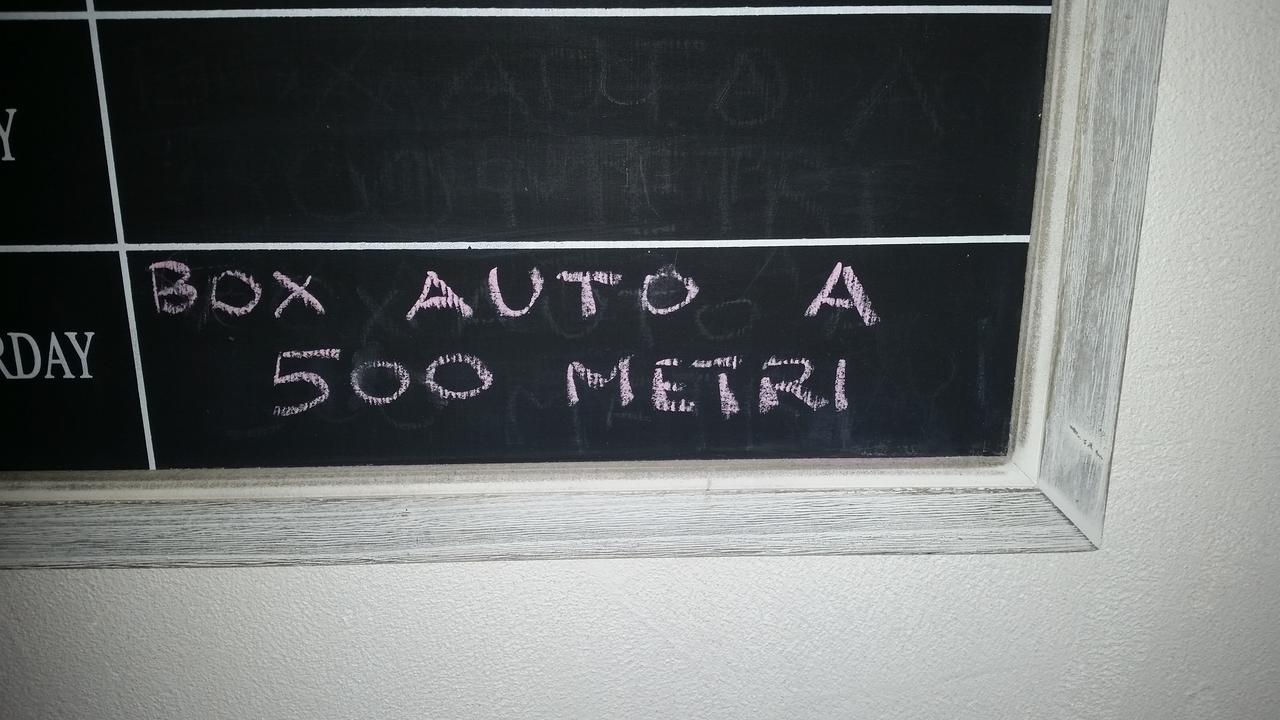 Y
RDAY
BOX AUTO A
500 METRI